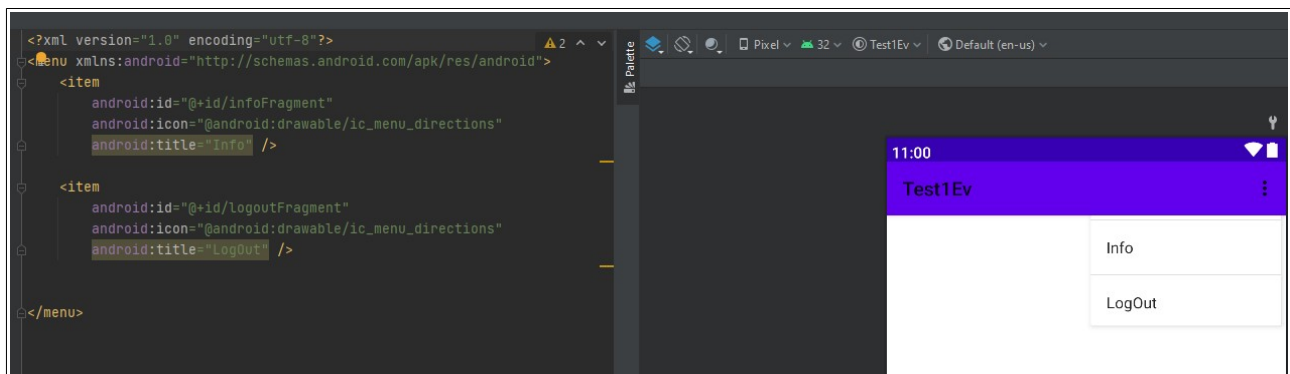 <?xml version="1.0" encoding="utf-8"?>
2
<menu xmlns:android="http://schemas.android.com/apk/res/android">
<item
android:id="@+id/infoFragment"
android:icon="@android:drawable/ic_menu_directions"
android:title="Info" />
<item
android:id="@+id/logoutFragment"
android:icon="@android:drawable/ic_menu_directions"
android:title="LogOut" />
</menu>
Palette
Pixel 32 Test1Ev Default (en-us)
11:00
Test1Ev
Info
LogOut